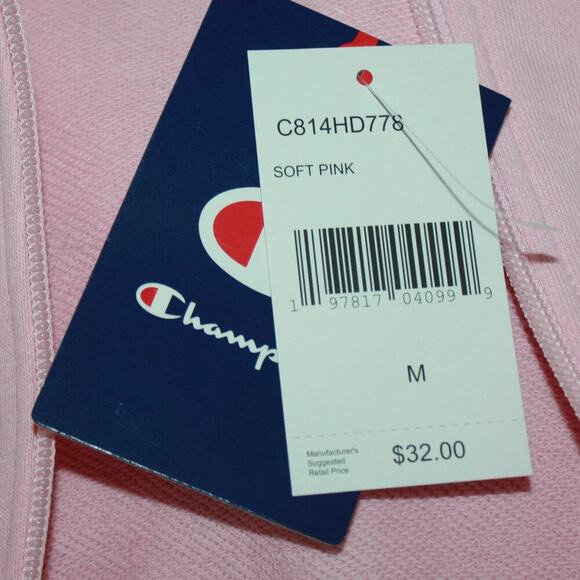 C814HD778
SOFT PINK
1 97817 04099 9
M
Manufacturer's
Suggested
Retail Price
$32.00
Champ